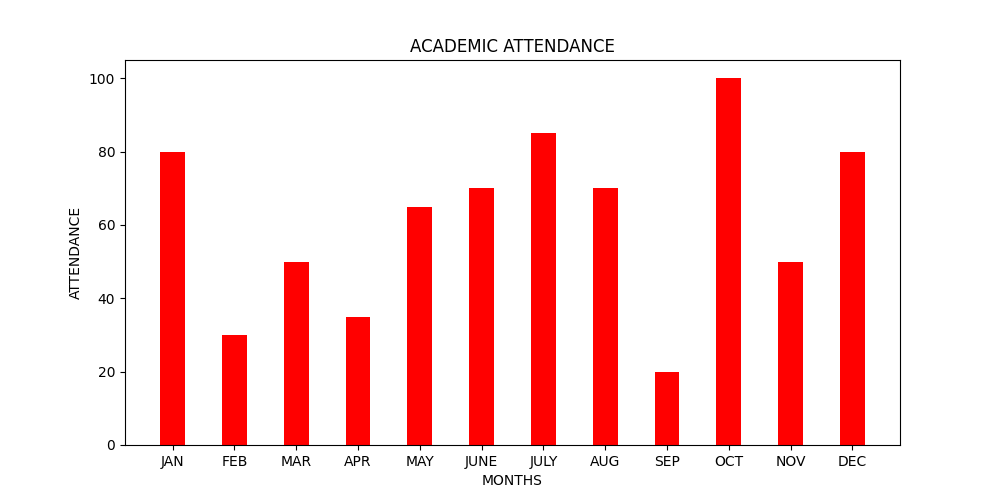 ACADEMIC ATTENDANCE
100
80
60
40
20
0
ATTENDANCE
JAN FEB MAR APR MAY JUNE JULY AUG SEP OCT NOV DEC
MONTHS